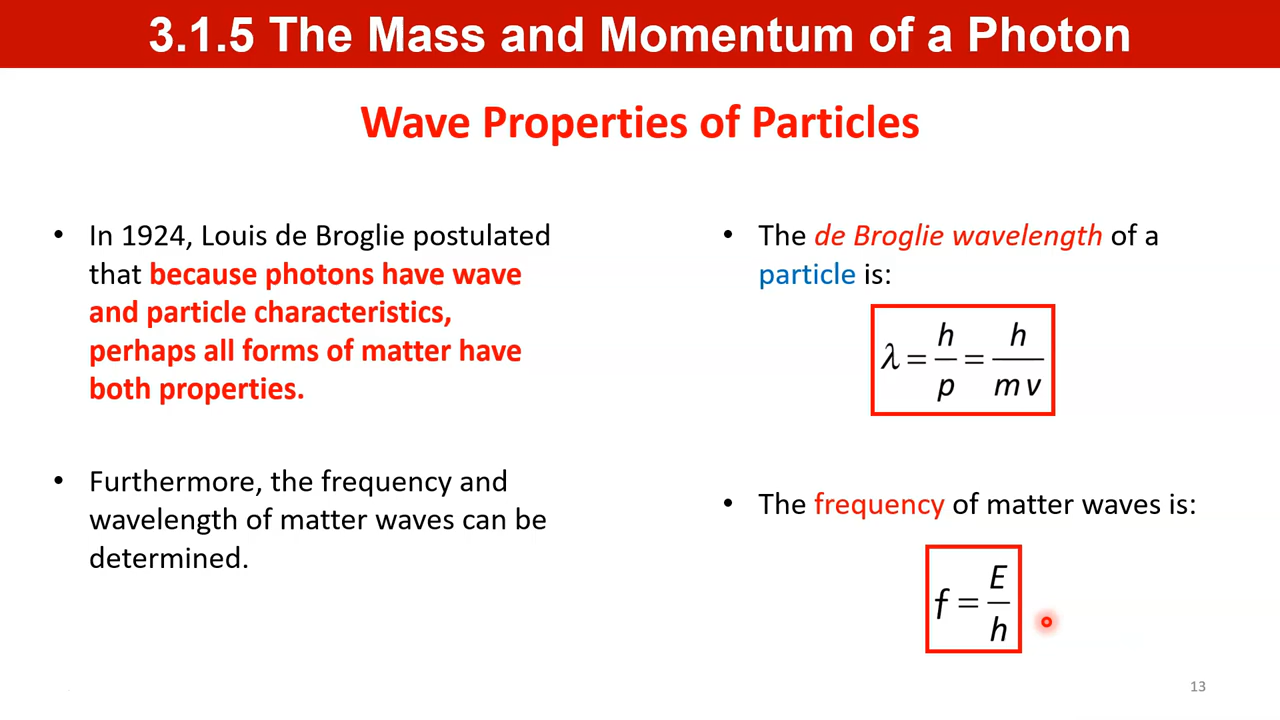 3.1.5 The Mass and Momentum of a Photon
Wave Properties of Particles
• In 1924, Louis de Broglie postulated
that because photons have wave
and particle characteristics,
perhaps all forms of matter have
both properties.
• Furthermore, the frequency and
wavelength of matter waves can be
determined.
• The de Broglie wavelength of a
particle is:
λ = h/p = h/mv
• The frequency of matter waves is:
f = E/h
13